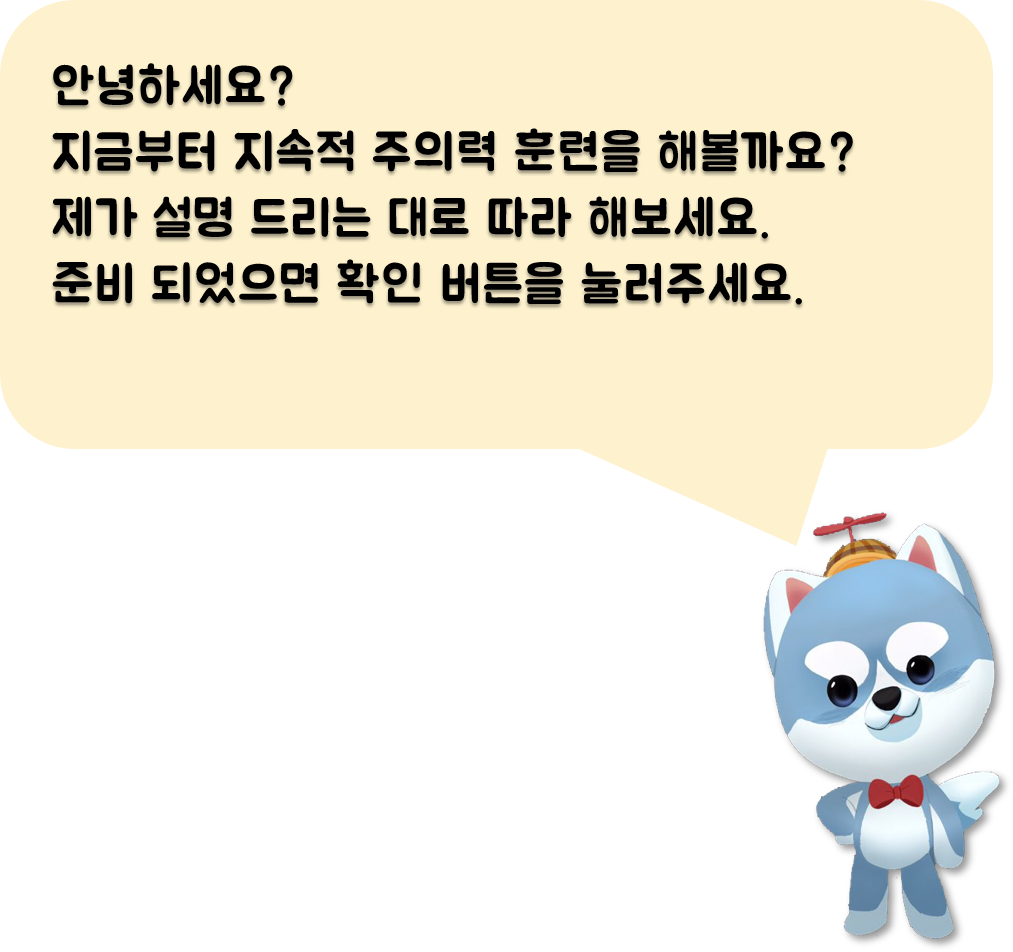 안녕하세요?
지금부터 지속적 주의력 훈련을 해볼까요?
제가 설명 드리는 대로 따라 해보세요.
준비 되었으면 확인 버튼을 눌러주세요.